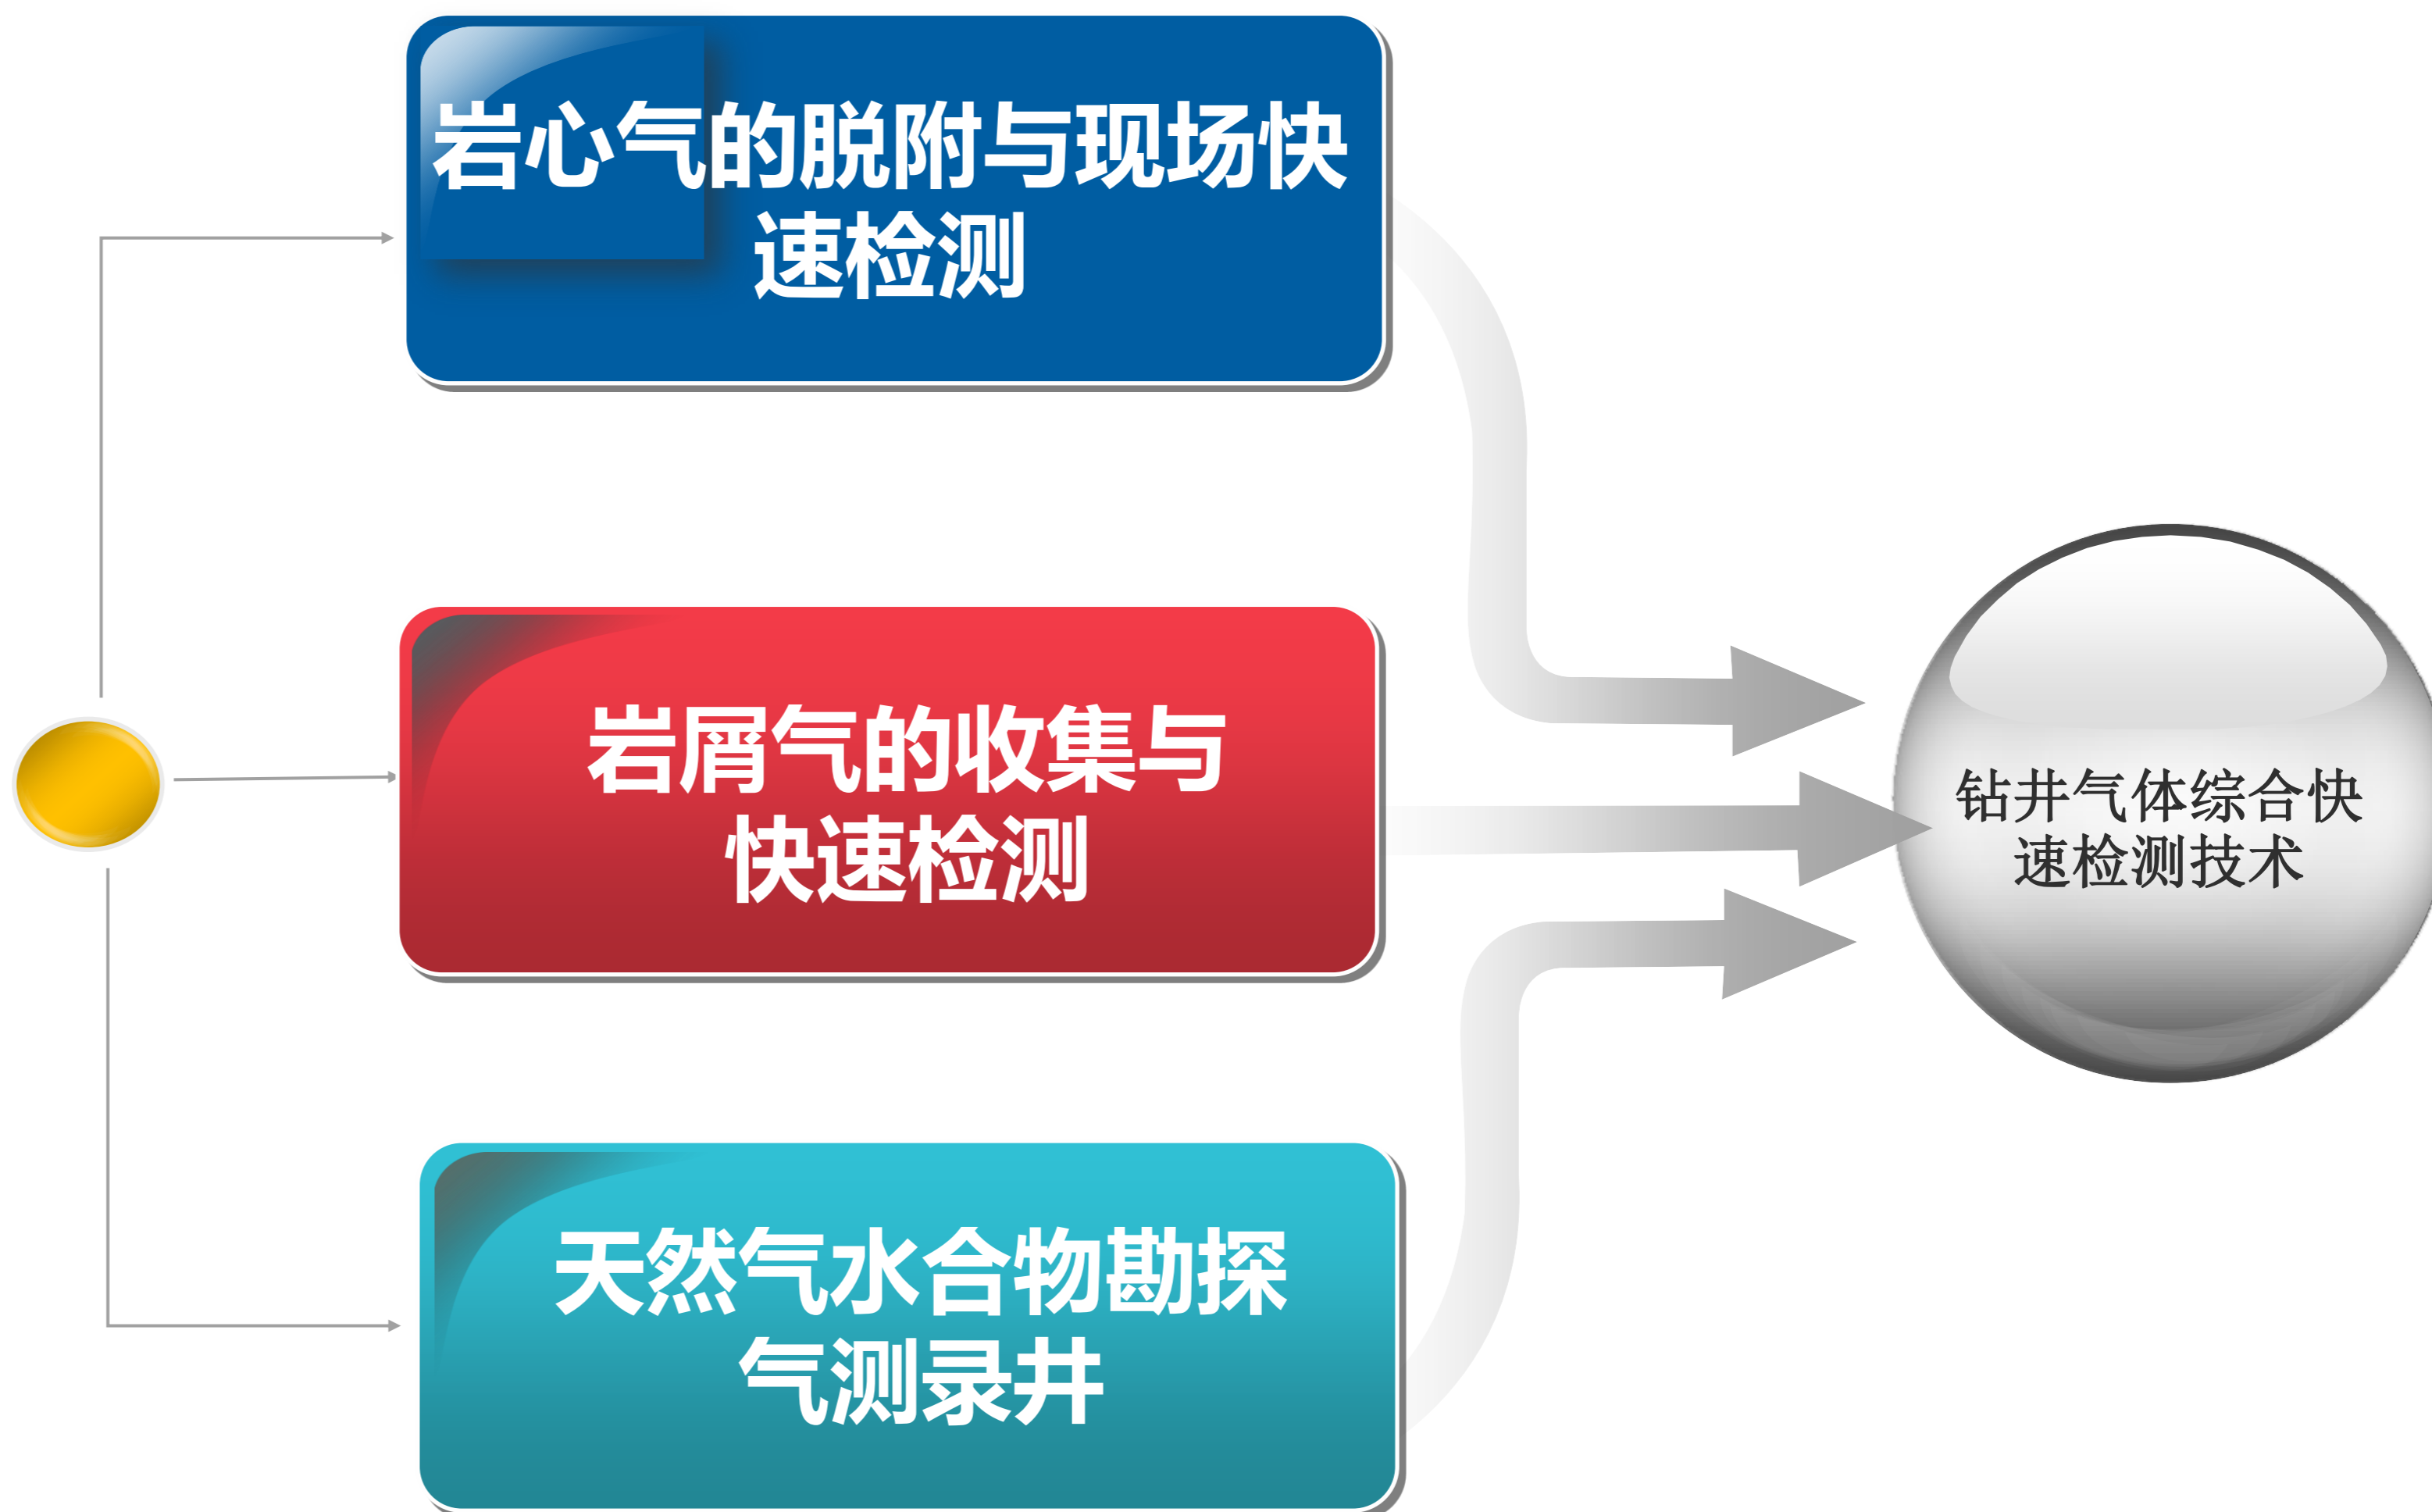 岩心气的脱附与现场快
速检测
岩屑气的收集与
快速检测
天然气水合物勘探
气测录井
钻井气体综合快
速检测技术